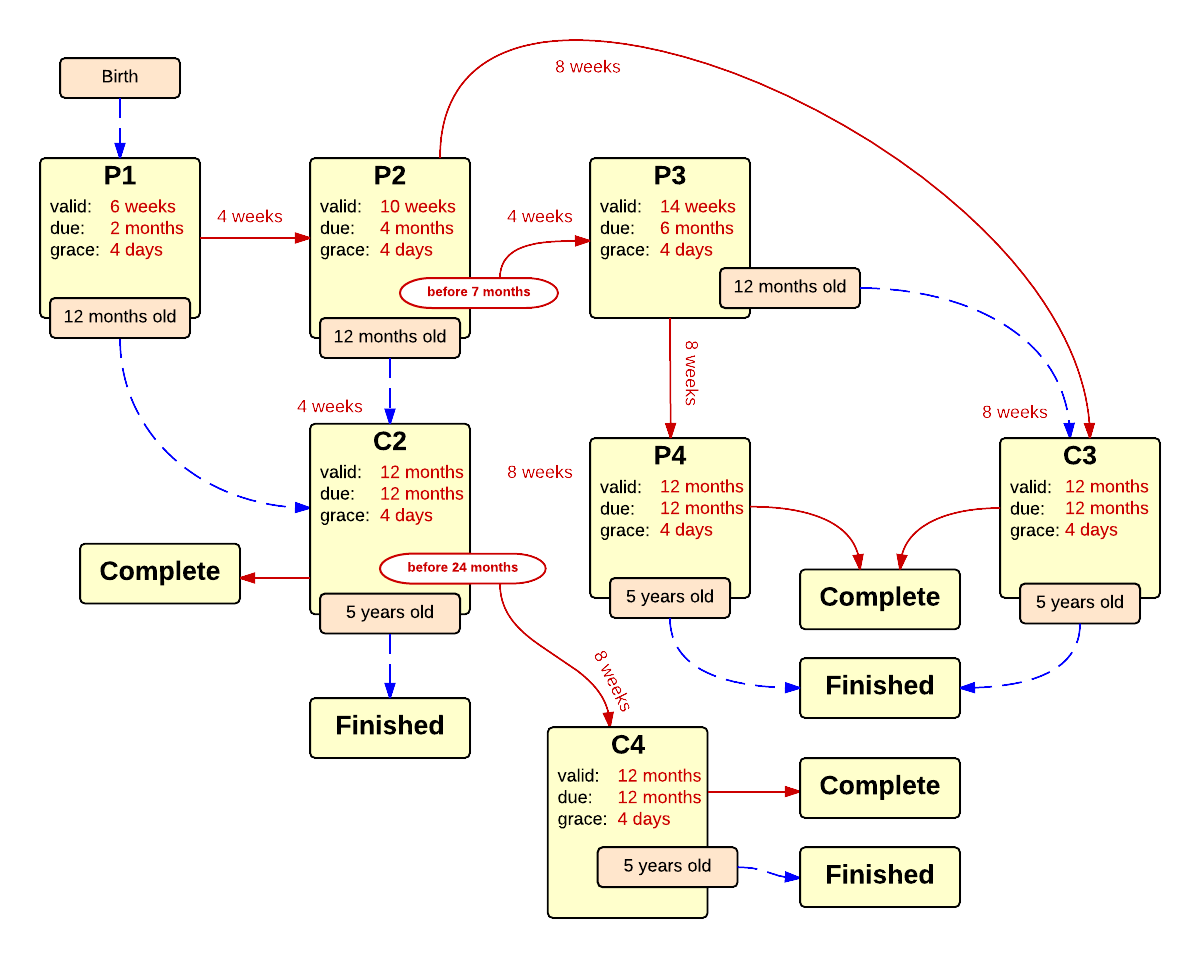 8 weeks
Birth
P1
valid: 6 weeks
due: 2 months
grace: 4 days
12 months old
4 weeks
P2
valid: 10 weeks
due: 4 months
grace: 4 days
before 7 months
12 months old
4 weeks
P3
valid: 14 weeks
due: 6 months
grace: 4 days
12 months old
8 weeks
4 weeks
C2
valid: 12 months
due: 12 months
grace: 4 days
before 24 months
5 years old
8 weeks
P4
valid: 12 months
due: 12 months
grace: 4 days
5 years old
8 weeks
C3
valid: 12 months
due: 12 months
grace: 4 days
5 years old
Complete
Complete
Finished
Finished
8 weeks
C4
valid: 12 months
due: 12 months
grace: 4 days
5 years old
Complete
Finished